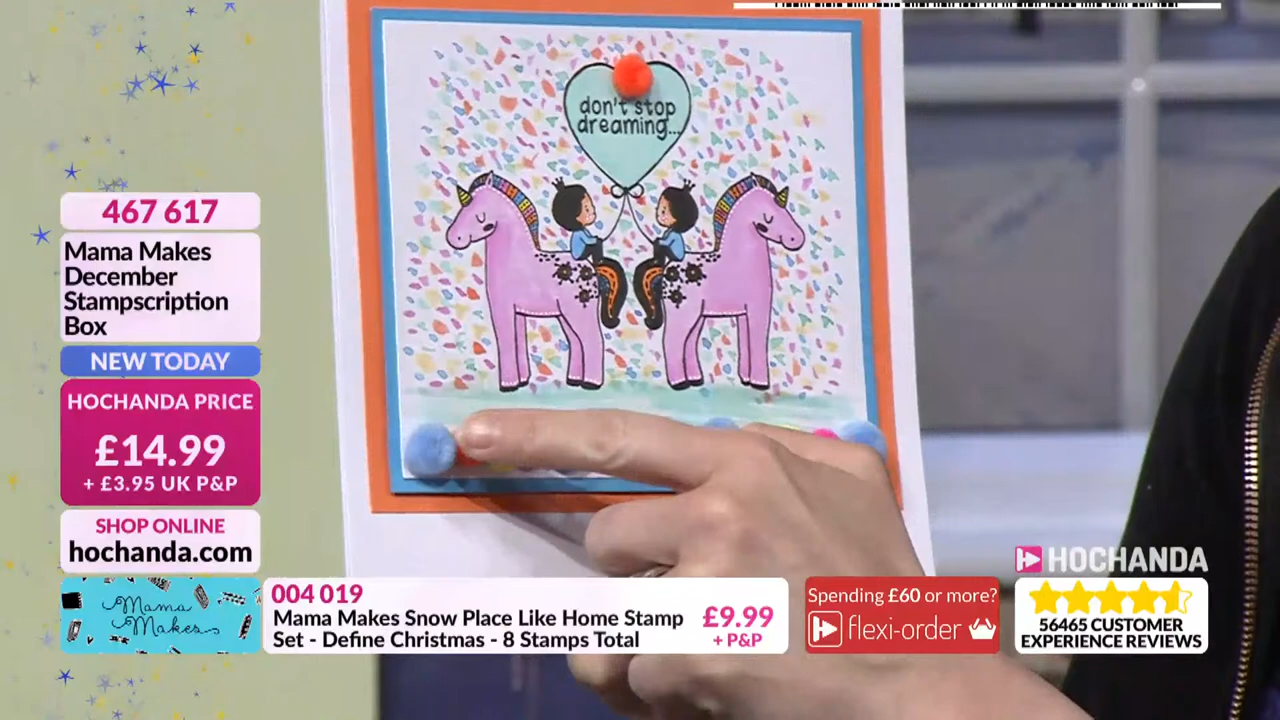 don't stop
dreaming...
467 617
Mama Makes
December
Stampscription
Box
NEW TODAY
HOCHANDA PRICE
£14.99
+ £3.95 UK P&P
SHOP ONLINE
hochanda.com
Mama
Makes
004 019
Mama Makes Snow Place Like Home Stamp
Set - Define Christmas - 8 Stamps Total
£9.99
+ P&P
Spending £60 or more?
flexi-order
HOCHANDA
56465 CUSTOMER
EXPERIENCE REVIEWS